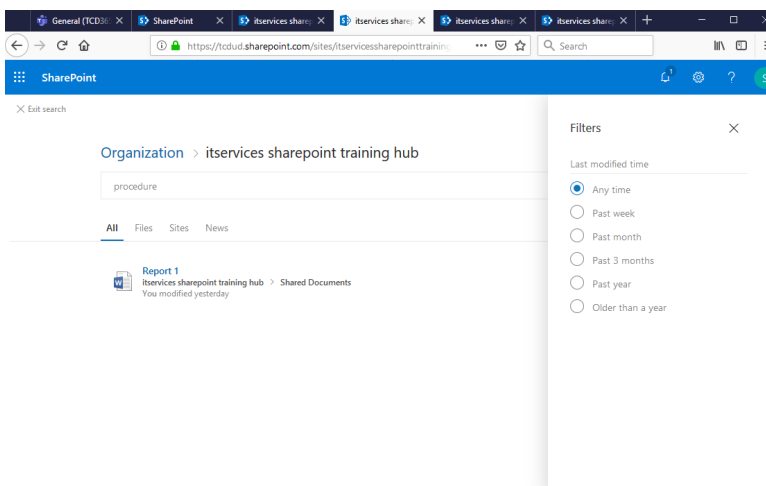 General (TCD36
SharePoint
itservices share
itservices share
itservices share
itservices share
https://tcdud.sharepoint.com/sites/itservicessharepointtraining
Search
SharePoint
1
?
S
Exit search
Organization > itservices sharepoint training hub
procedure
All Files Sites News
Report 1
itservices sharepoint training hub > Shared Documents
You modified yesterday
Filters
Last modified time
Any time
Past week
Past month
Past 3 months
Past year
Older than a year